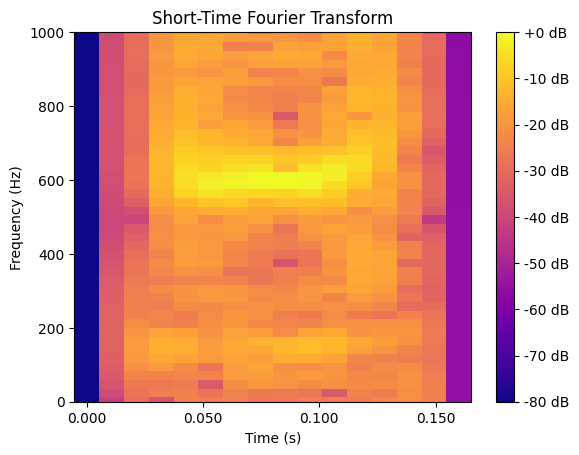 Short-Time Fourier Transform
1000
800
600
400
200
0
Frequency (Hz)
0.000
0.050
0.100
0.150
Time (s)
+0 dB
-10 dB
-20 dB
-30 dB
-40 dB
-50 dB
-60 dB
-70 dB
-80 dB